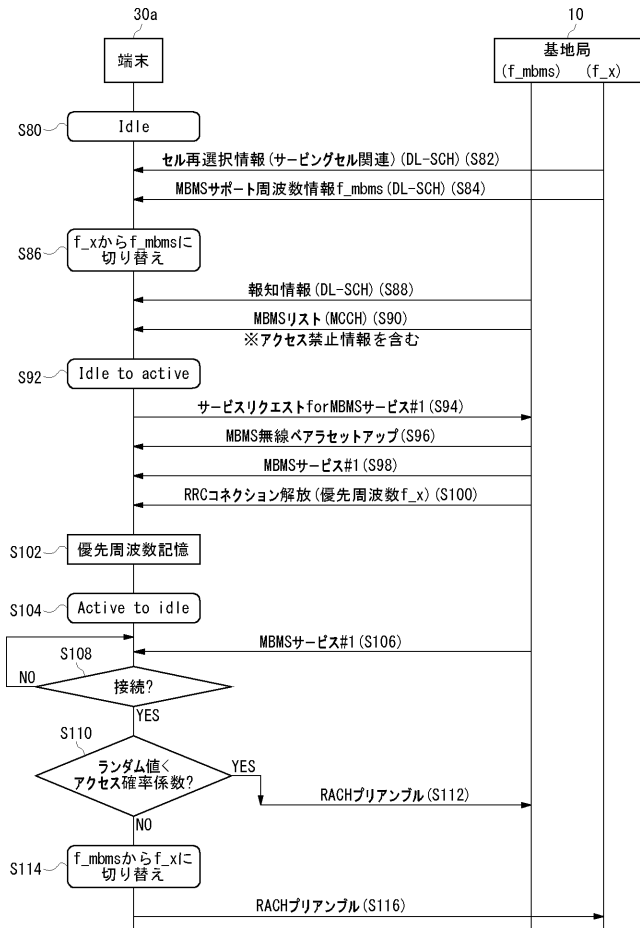 30a
10
端末
基地局
(f_mbms) (f_x)
S80
Idle
セル再選択情報(サービングセル関連)(DL-SCH)(S82)
MBMSサポート周波数情報f_mbms(DL-SCH)(S84)
S86
f_xからf_mbmsに
切り替え
報知情報(DL-SCH)(S88)
MBMSリスト(MCCH)(S90)
※アクセス禁止情報を含む
S92
Idle to active
サービスリクエストforMBMSサービス#1(S94)
MBMS無線ベアラセットアップ(S96)
MBMSサービス#1(S98)
RRCコネクション解放(優先周波数f_x)(S100)
S102
優先周波数記憶
S104
Active to idle
MBMSサービス#1(S106)
S108
NO
接続?
YES
S110
ランダム値<
アクセス確率係数?
YES
RACHプリアンブル(S112)
NO
S114
f_mbmsからf_xに
切り替え
RACHプリアンブル(S116)